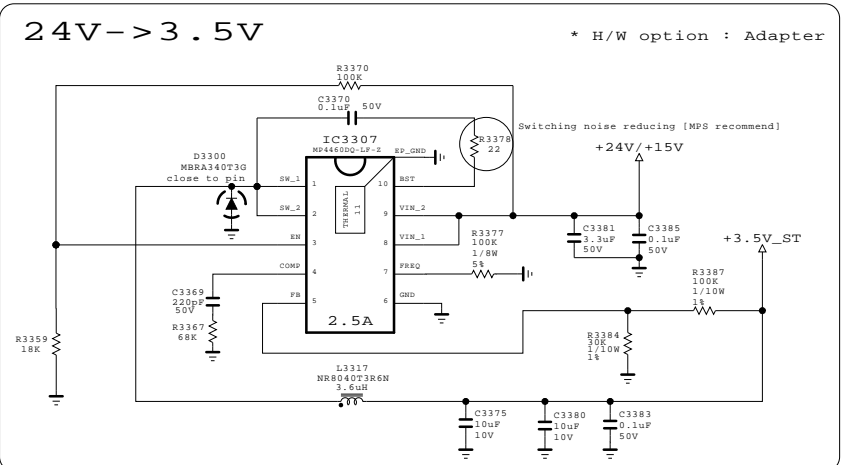 24V->3.5V
* H/W option : Adapter
R3370
100K
C3370
0.1uF 50V
R3378
22
Switching noise reducing [MPS recommend]
+24V/+15V
D3300
MBRA340T3G
close to pin
IC3307
MP4460DQ-LF-Z
EP_GND
SW_1
1
10
BST
THERMAL
11
SW_2
2
9
VIN_2
EN
3
8
VIN_1
COMP
4
7
FREQ
FB
5
6
GND
2.5A
R3377
100K
1/8W
5%
C3381
3.3uF
50V
C3385
0.1uF
50V
+3.5V_ST
R3387
100K
1/10W
1%
C3369
220pF
50V
R3367
68K
R3359
18K
R3384
30K
1/10W
1%
L3317
NR8040T3R6N
3.6uH
C3375
10uF
10V
C3380
10uF
10V
C3383
0.1uF
50V